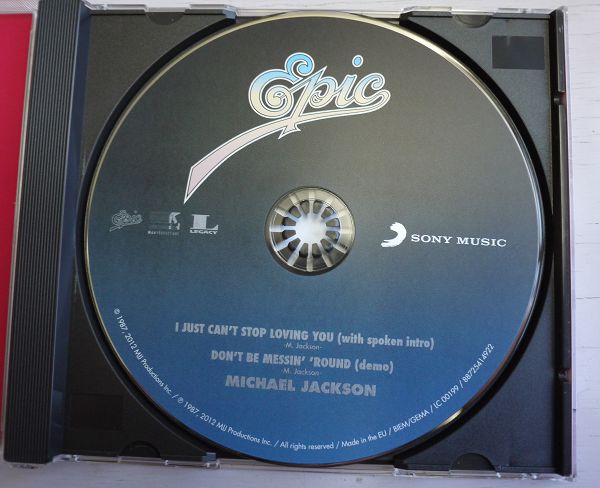 Epic
Epic
LEGACY
SONY MUSIC
I JUST CAN'T STOP LOVING YOU (with spoken intro)
-M. Jackson-
DON'T BE MESSIN' 'ROUND (demo)
-M. Jackson-
MICHAEL JACKSON
© 1987, 2012 MJJ Productions Inc. / ℗ 1987, 2012 MJJ Productions Inc. / All rights reserved / Made in the EU / BIEM/GEMA / LC 00199 / 88725414922